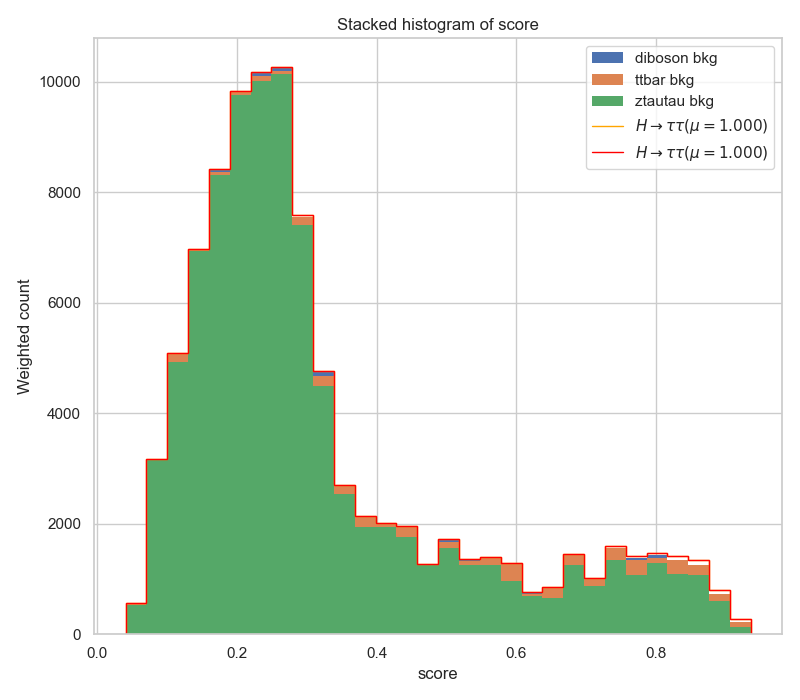 Stacked histogram of score
diboson bkg
ttbar bkg
ztautau bkg
H → ττ(μ = 1.000)
H → ττ(μ = 1.000)
Weighted count
10000
8000
6000
4000
2000
0
0.0 0.2 0.4 0.6 0.8
score